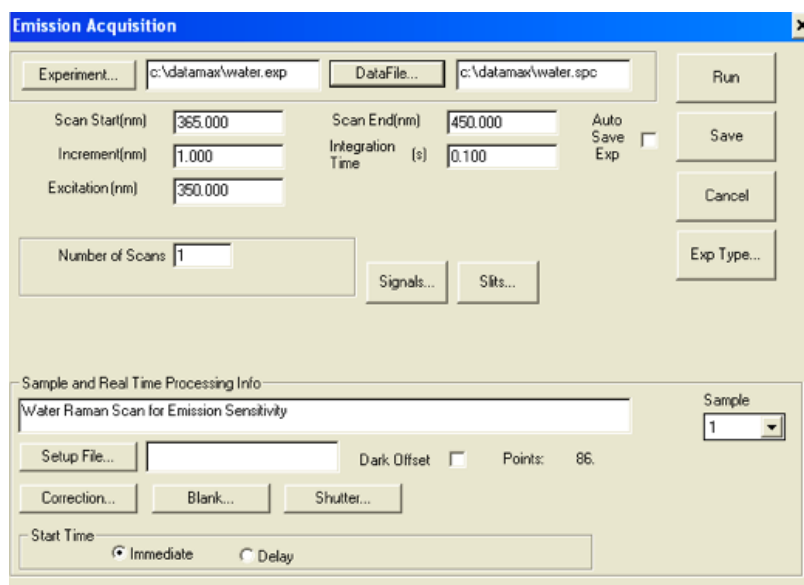 Emission Acquisition
Experiment... c:\datamax\water.exp DataFile... c:\datamax\water.spc Run
Scan Start(nm) 365.000 Scan End(nm) 450.000 Auto Save Exp Save
Increment(nm) 1.000 Integration Time (s) 0.100
Excitation (nm) 350.000 Cancel
Number of Scans 1 Exp Type...
Signals... Slits...
Sample and Real Time Processing Info
Water Raman Scan for Emission Sensitivity Sample
1
Setup File... Dark Offset Points: 86.
Correction... Blank... Shutter...
Start Time
Immediate Delay